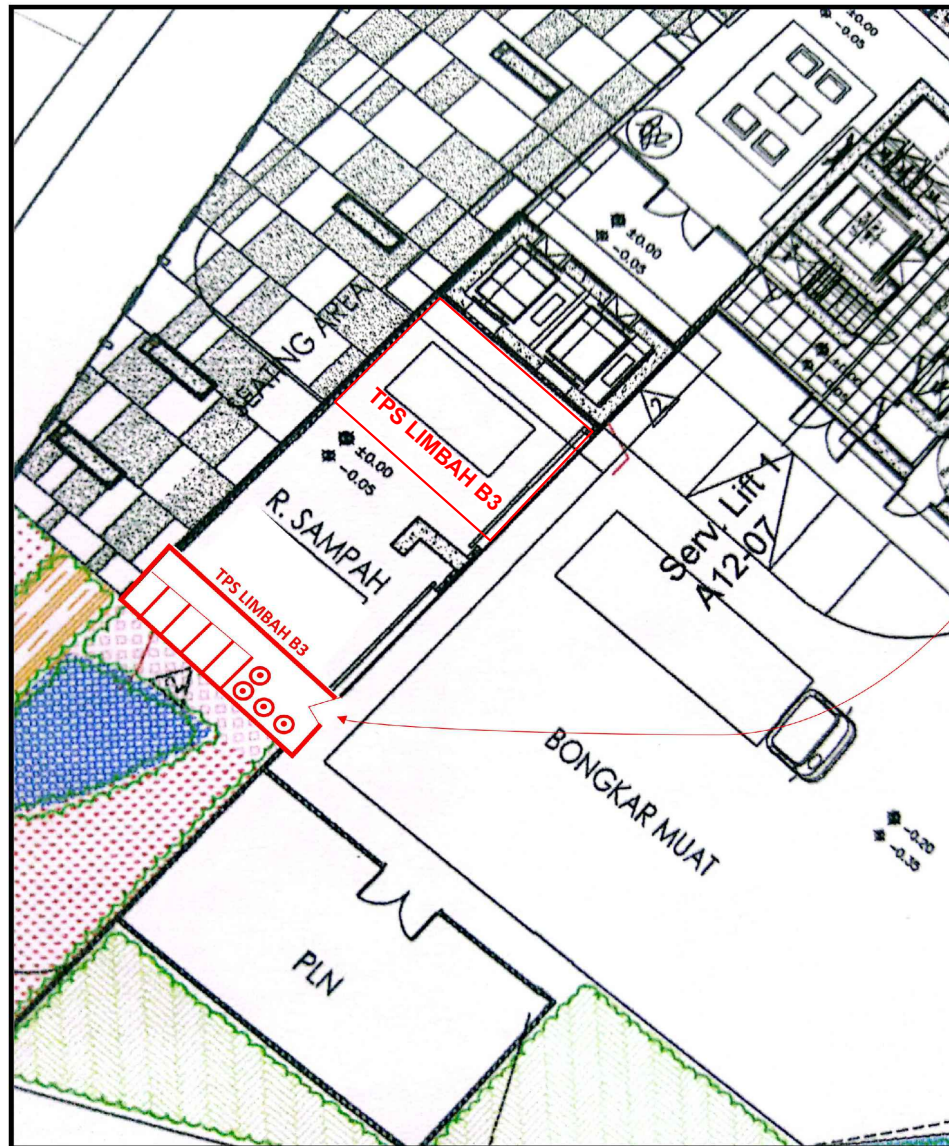 ±0.00
-0.05
±0.00
-0.05
SEATING AREA
2
TPS LIMBAH B3
±0.00
-0.05
R. SAMPAH
Serv. Lift 1
A12-07
TPS LIMBAH B3
BONGKAR MUAT
-0.20
-0.35
PLN